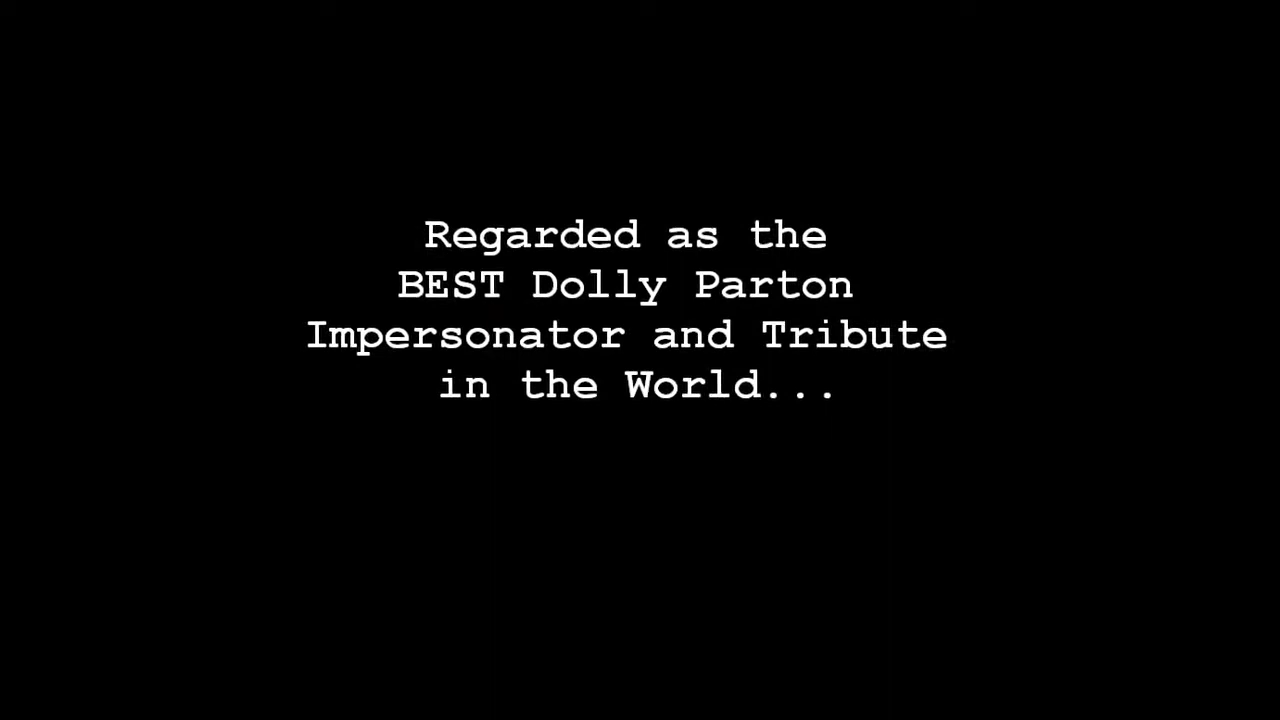 Regarded as the
BEST Dolly Parton
Impersonator and Tribute
in the World...